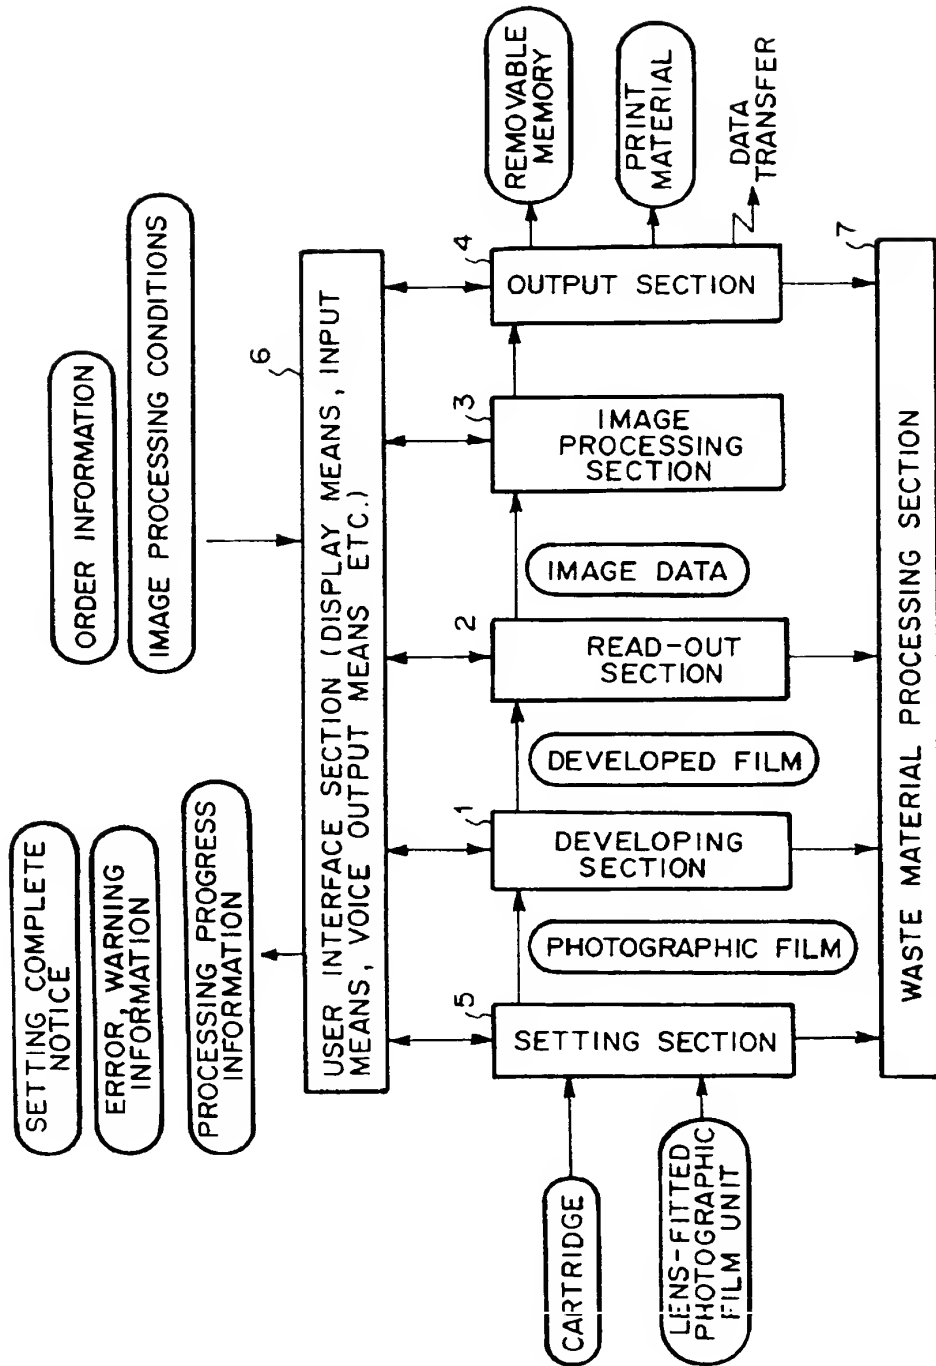 SETTING COMPLETE
NOTICE
ERROR, WARNING
INFORMATION
PROCESSING PROGRESS
INFORMATION
ORDER INFORMATION
IMAGE PROCESSING CONDITIONS
6
USER INTERFACE SECTION (DISPLAY MEANS, INPUT
MEANS, VOICE OUTPUT MEANS ETC.)
CARTRIDGE
LENS-FITTED
PHOTOGRAPHIC
FILM UNIT
5
SETTING SECTION
PHOTOGRAPHIC FILM
1
DEVELOPING
SECTION
DEVELOPED FILM
2
READ-OUT
SECTION
IMAGE DATA
3
IMAGE
PROCESSING
SECTION
4
OUTPUT SECTION
REMOVABLE
MEMORY
PRINT
MATERIAL
DATA
TRANSFER
7
WASTE MATERIAL PROCESSING SECTION